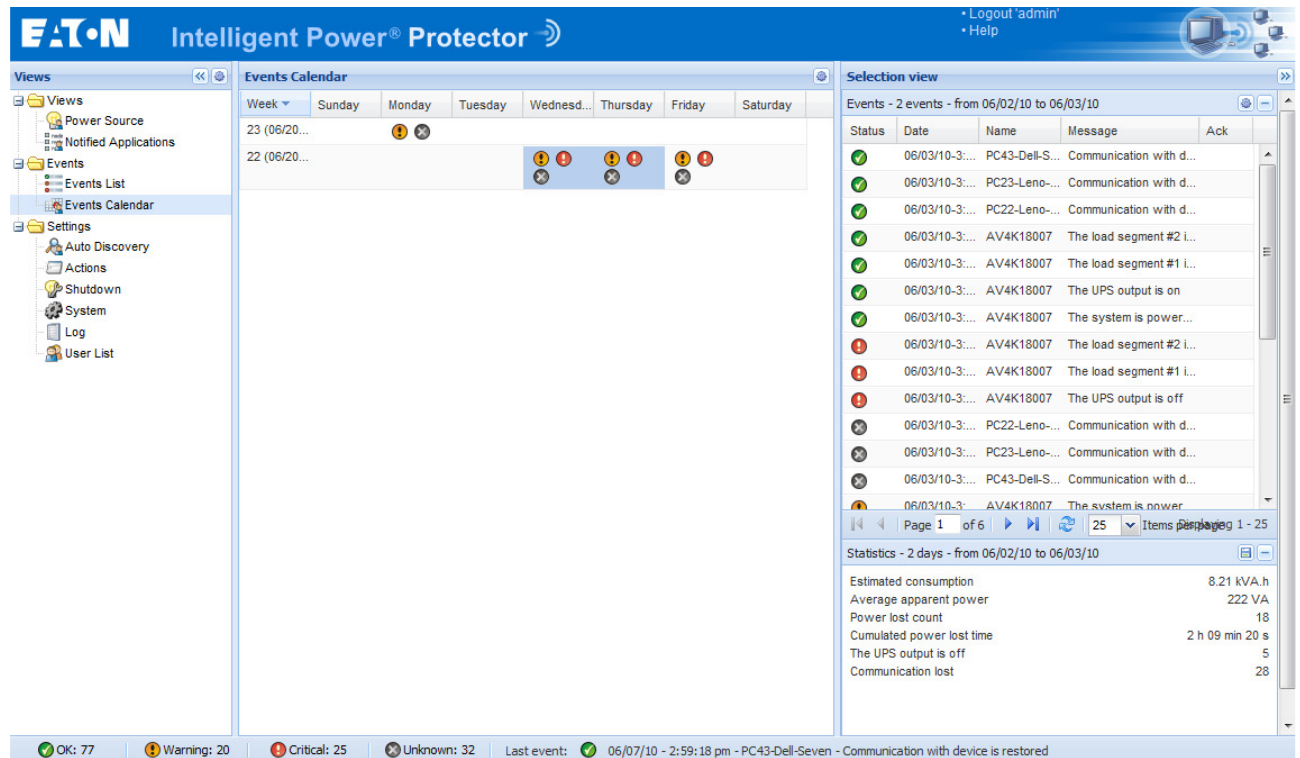 • Logout 'admin'
• Help
EATON Intelligent Power® Protector
Views
Views
Power Source
Notified Applications
Events
Events List
Events Calendar
Settings
Auto Discovery
Actions
Shutdown
System
Log
User List
Events Calendar
Week Sunday Monday Tuesday Wednesd... Thursday Friday Saturday
23 (06/20...
22 (06/20...
Selection view
Events - 2 events - from 06/02/10 to 06/03/10
Status Date Name Message Ack
06/03/10-3:... PC43-Dell-S... Communication with d...
06/03/10-3:... PC23-Leno-... Communication with d...
06/03/10-3:... PC22-Leno-... Communication with d...
06/03/10-3:... AV4K18007 The load segment #2 i...
06/03/10-3:... AV4K18007 The load segment #1 i...
06/03/10-3:... AV4K18007 The UPS output is on
06/03/10-3:... AV4K18007 The system is power...
06/03/10-3:... AV4K18007 The load segment #2 i...
06/03/10-3:... AV4K18007 The load segment #1 i...
06/03/10-3:... AV4K18007 The UPS output is off
06/03/10-3:... PC22-Leno-... Communication with d...
06/03/10-3:... PC23-Leno-... Communication with d...
06/03/10-3:... PC43-Dell-S... Communication with d...
06/03/10-3: AV4K18007 The system is power
Page 1 of 6 25 Items per page Displaying 1 - 25
Statistics - 2 days - from 06/02/10 to 06/03/10
Estimated consumption 8.21 kVA.h
Average apparent power 222 VA
Power lost count 18
Cumulated power lost time 2 h 09 min 20 s
The UPS output is off 5
Communication lost 28
OK: 77 Warning: 20 Critical: 25 Unknown: 32 Last event: 06/07/10 - 2:59:18 pm - PC43-Dell-Seven - Communication with device is restored